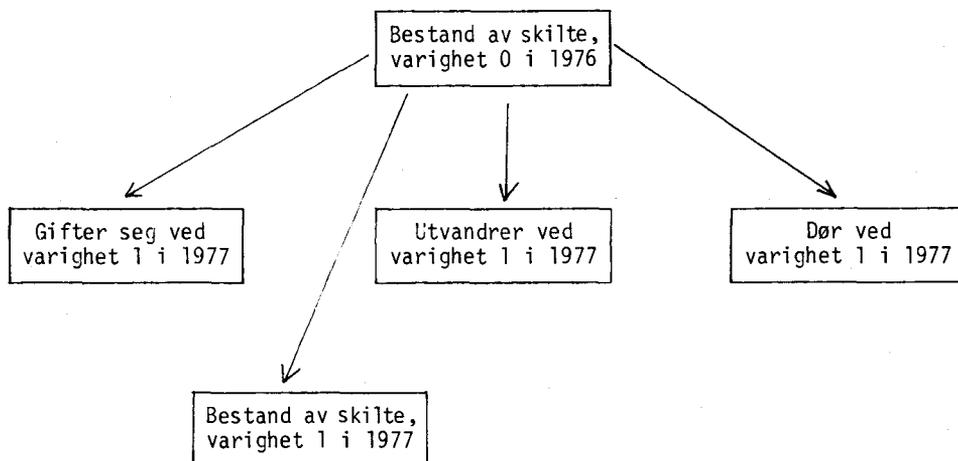 Bestand av skilte,
varighet 0 i 1976
Gifter seg ved
varighet 1 i 1977
Utvandrer ved
varighet 1 i 1977
Dør ved
varighet 1 i 1977
Bestand av skilte,
varighet 1 i 1977